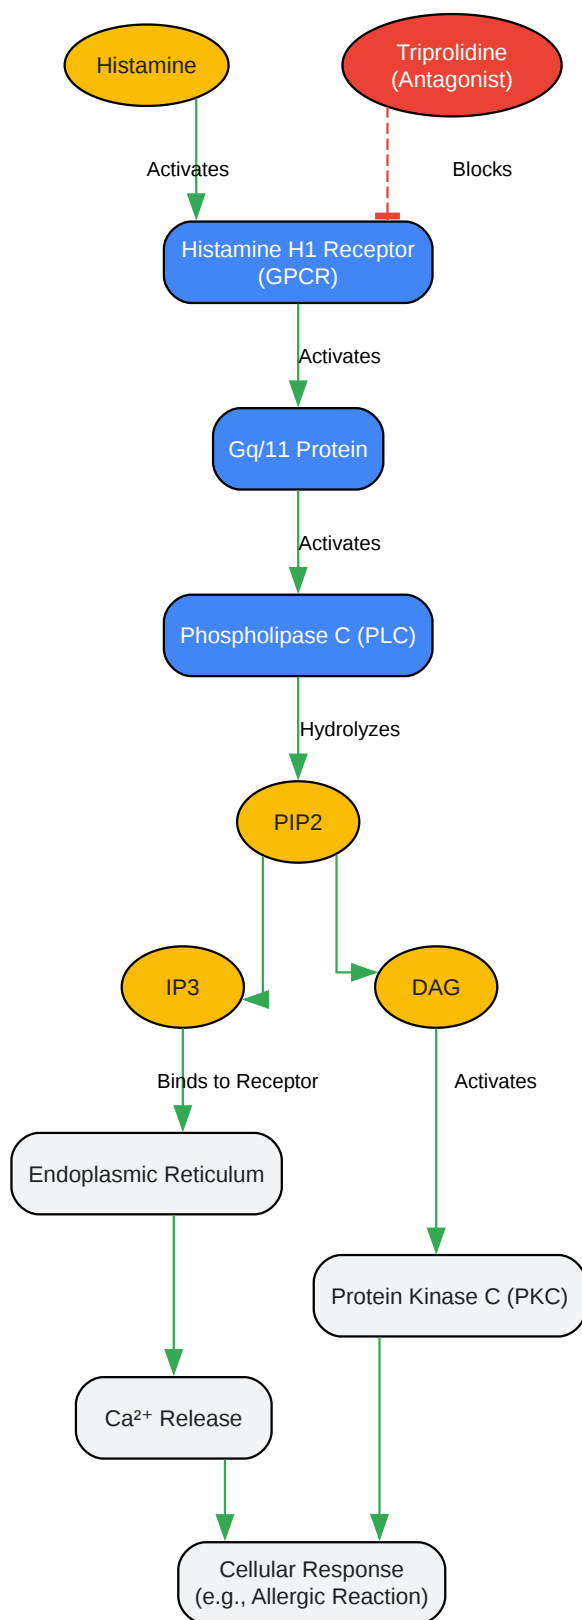 Histamine
Triprolidine
(Antagonist)
Activates
Blocks
Histamine H1 Receptor
(GPCR)
Activates
Gq/11 Protein
Activates
Phospholipase C (PLC)
Hydrolyzes
PIP2
IP3
DAG
Binds to Receptor
Activates
Endoplasmic Reticulum
Protein Kinase C (PKC)
Ca²⁺ Release
Cellular Response
(e.g., Allergic Reaction)